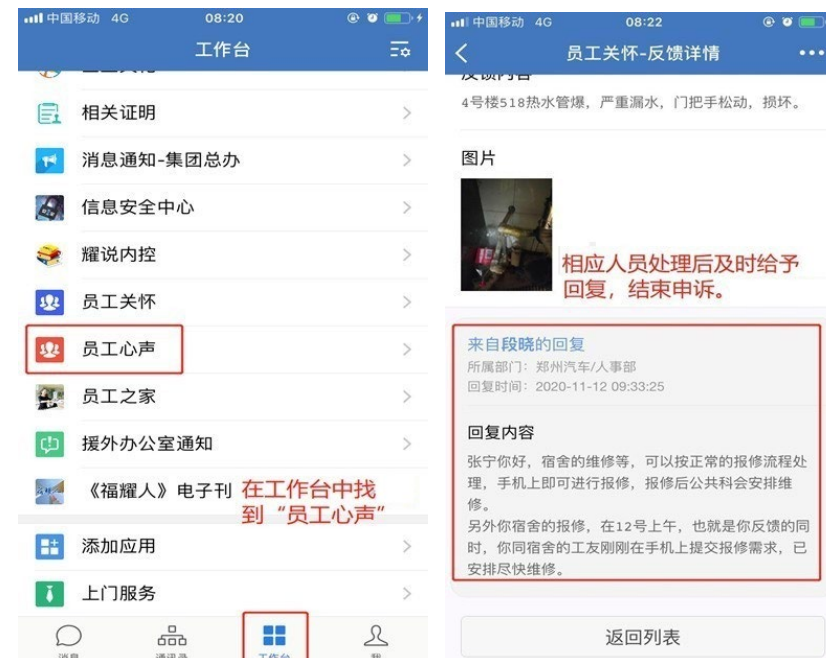 中国移动 4G 08:20
工作台
相关证明
消息通知-集团总办
信息安全中心
耀说内控
员工关怀
员工心声
员工之家
援外办公室通知
《福耀人》电子刊
在工作台中找
到“员工心声”
添加应用
上门服务
工作台
中国移动 4G 08:22
员工关怀-反馈详情
反馈内容
4号楼518热水管爆，严重漏水，门把手松动，损坏。
图片
相应人员处理后及时给予
回复，结束申诉。
来自段晓的回复
所属部门：郑州汽车/人事部
回复时间：2020-11-12 09:33:25
回复内容
张宁你好，宿舍的维修等，可以按正常的报修流程处
理，手机上即可进行报修，报修后公共科会安排维
修。
另外你宿舍的报修，在12号上午，也就是你反馈的同
时，你同宿舍的工友刚刚在手机上提交报修需求，已
安排尽快维修。
返回列表